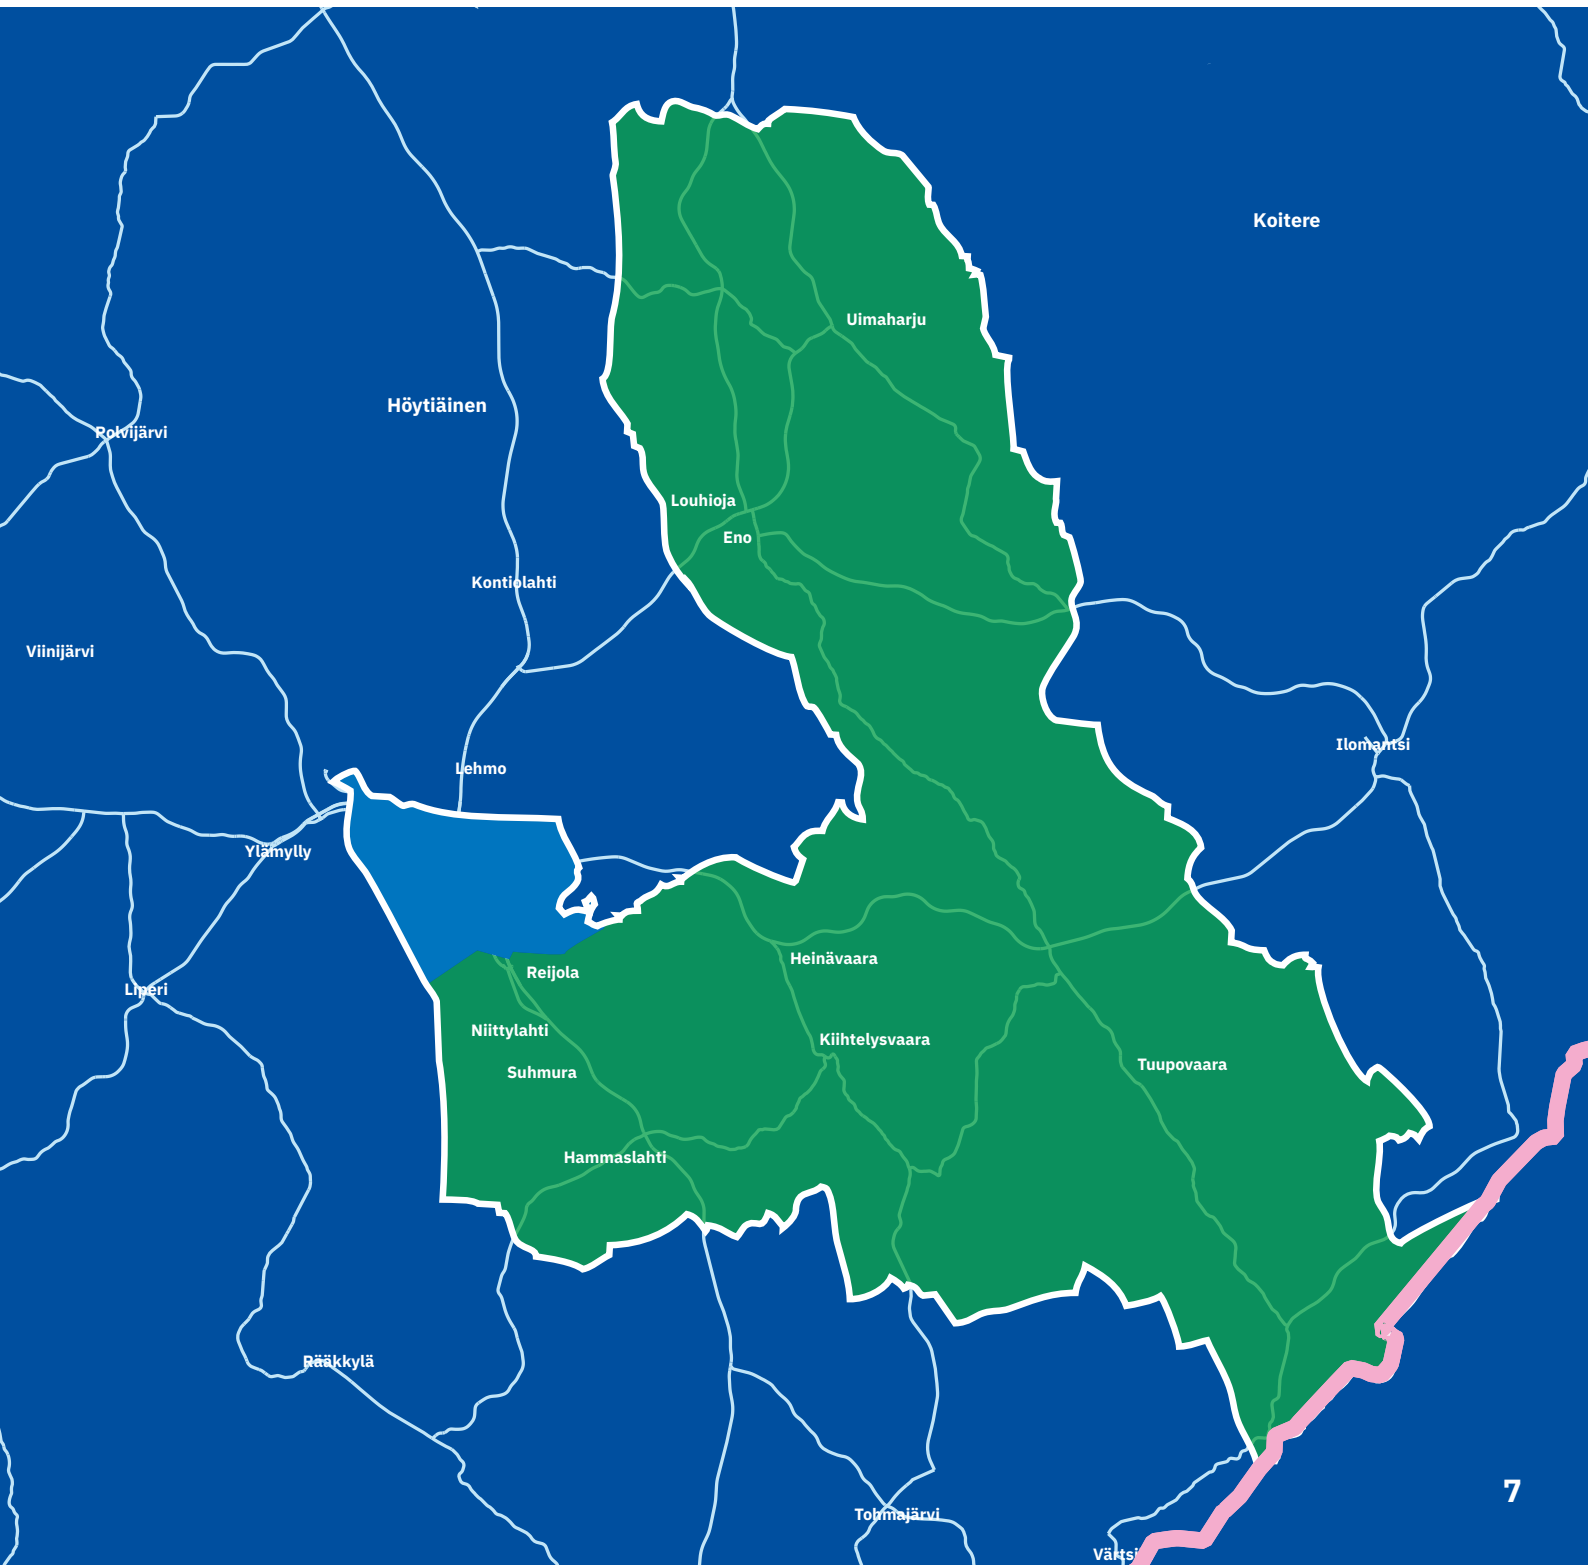 Koitere
Uimaharju
Höytiäinen
Polvijärvi
Louhioja
Eno
Kontiolahti
Viinijärvi
Ilomantsi
Lehmo
Ylämylly
Heinävaara
Reijola
Liperi
Niittylahti
Kiihtelysvaara
Suhmura
Tuupovaara
Hammaslahti
Rääkkylä
7
Tohmajärvi
Värtsi